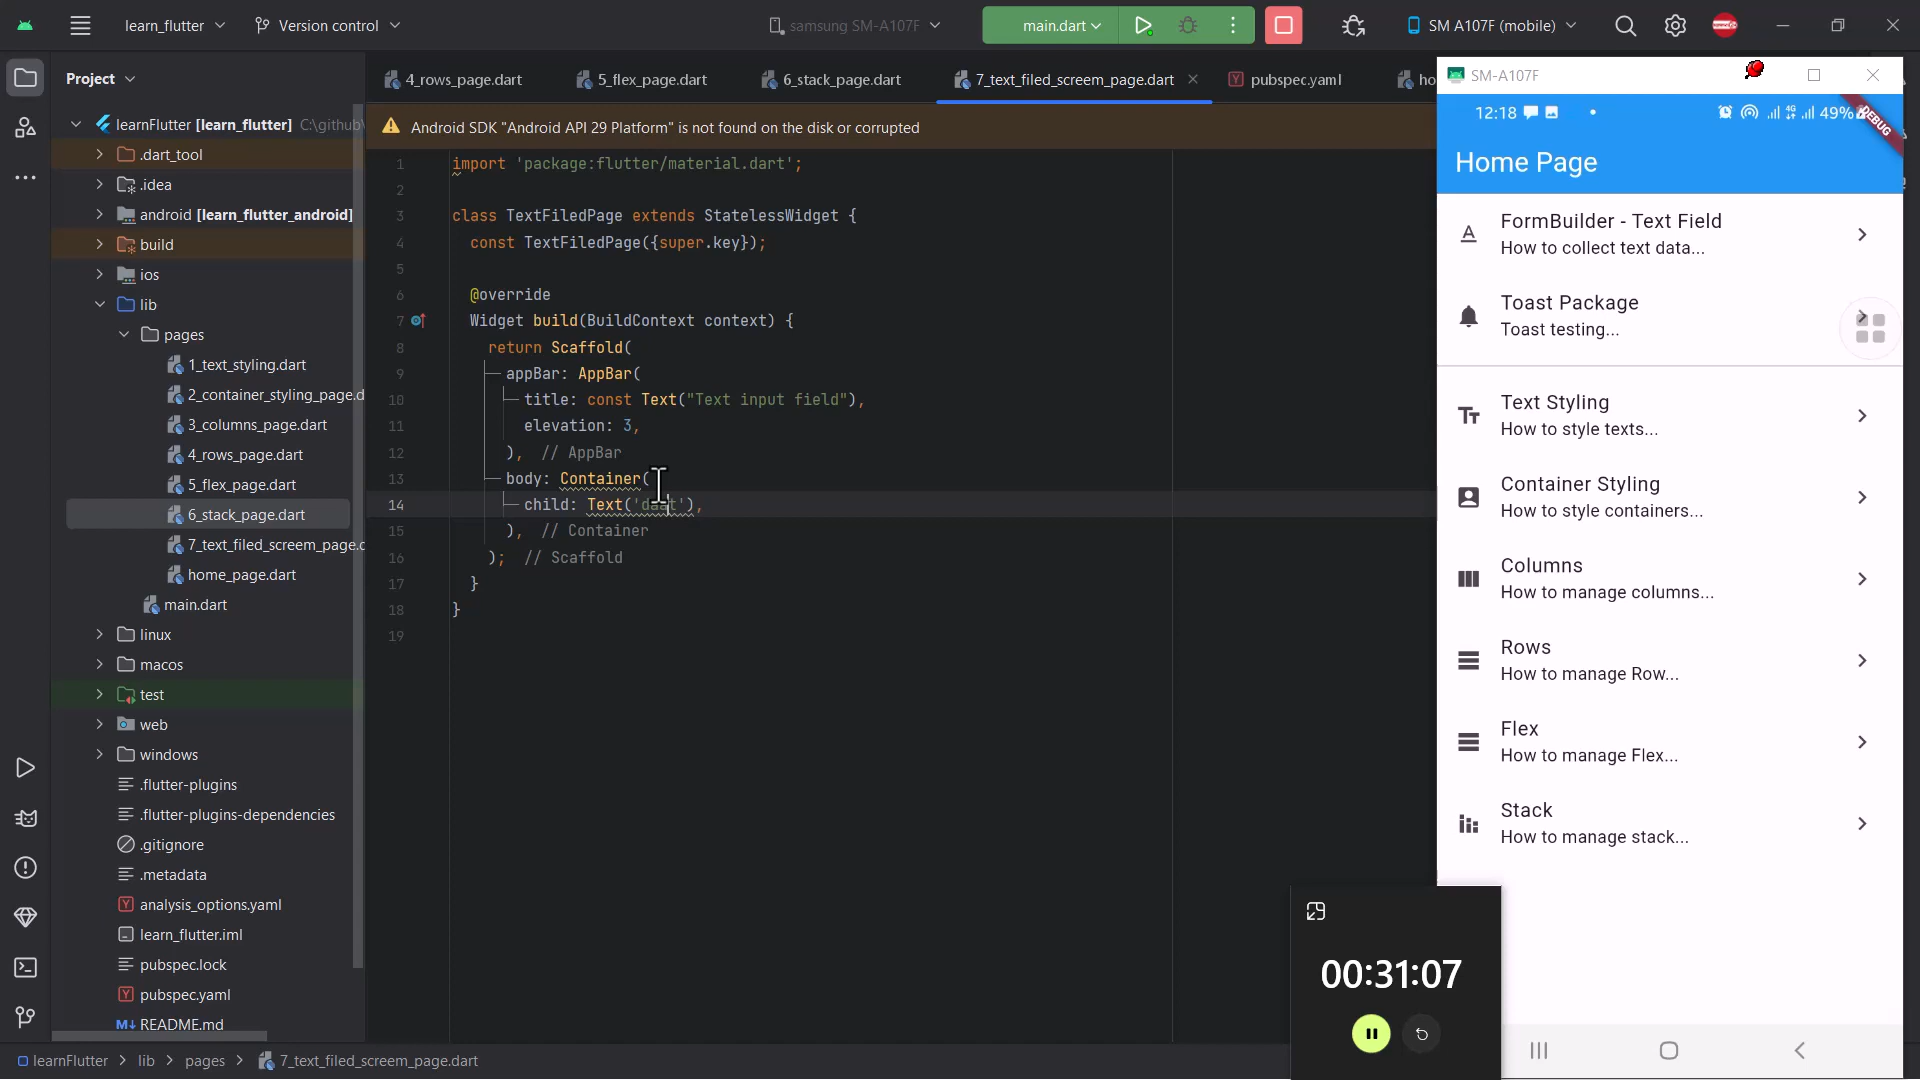 learn_flutter
Version control
samsung SM-A107F
main.dart
SM A107F (mobile)
Project
4_rows_page.dart
5_flex_page.dart
6_stack_page.dart
7_text_filed_screem_page.dart
pubspec.yaml
ho
Android SDK "Android API 29 Platform" is not found on the disk or corrupted
learnFlutter [learn_flutter] C:\github\
.dart_tool
.idea
android [learn_flutter_android]
build
ios
lib
pages
1_text_styling.dart
2_container_styling_page.d
3_columns_page.dart
4_rows_page.dart
5_flex_page.dart
6_stack_page.dart
7_text_filed_screem_page.d
home_page.dart
main.dart
linux
macos
test
web
windows
.flutter-plugins
.flutter-plugins-dependencies
.gitignore
.metadata
analysis_options.yaml
learn_flutter.iml
pubspec.lock
pubspec.yaml
README.md
1 import 'package:flutter/material.dart';
2
3 class TextFiledPage extends StatelessWidget {
4 const TextFiledPage({super.key});
5
6 @override
7 Widget build(BuildContext context) {
8 return Scaffold(
9 appBar: AppBar(
10 title: const Text("Text input field"),
11 elevation: 3,
12 ), // AppBar
13 body: Container(
14 child: Text('daat'),
15 ), // Container
16 ); // Scaffold
17 }
18 }
19
SM-A107F
12:18
4G
49%
DEBUG
Home Page
FormBuilder - Text Field
How to collect text data...
Toast Package
Toast testing...
Text Styling
How to style texts...
Container Styling
How to style containers...
Columns
How to manage columns...
Rows
How to manage Row...
Flex
How to manage Flex...
Stack
How to manage stack...
00:31:07
learnFlutter > lib > pages > 7_text_filed_screem_page.dart